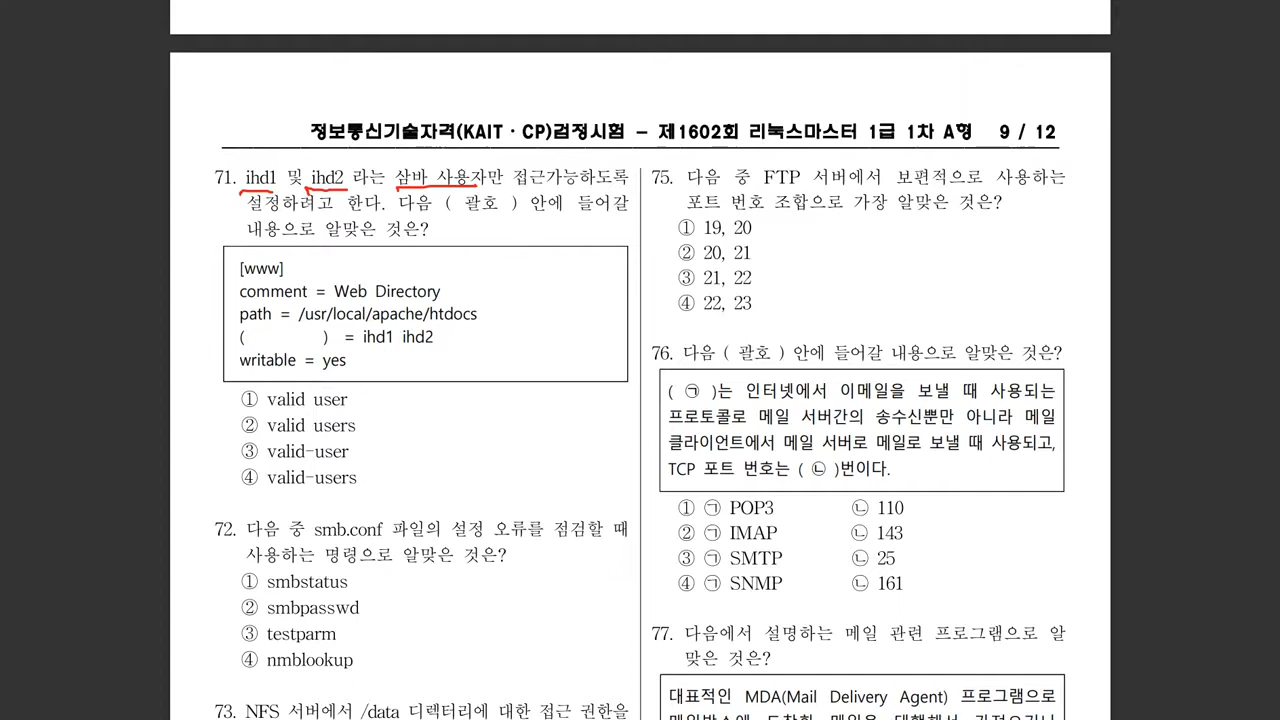 정보통신기술자격(KAIT · CP)검정시험 - 제1602회 리눅스마스터 1급 1차 A형 9 / 12
71. ihd1 및 ihd2 라는 삼바 사용자만 접근가능하도록
설정하려고 한다. 다음 ( 괄호 ) 안에 들어갈
내용으로 알맞은 것은?
[www]
comment = Web Directory
path = /usr/local/apache/htdocs
( ) = ihd1 ihd2
writable = yes
① valid user
② valid users
③ valid-user
④ valid-users
72. 다음 중 smb.conf 파일의 설정 오류를 점검할 때
사용하는 명령으로 알맞은 것은?
① smbstatus
② smbpasswd
③ testparm
④ nmblookup
73. NFS 서버에서 /data 디렉터리에 대한 접근 권한을
75. 다음 중 FTP 서버에서 보편적으로 사용하는
포트 번호 조합으로 가장 알맞은 것은?
① 19, 20
② 20, 21
③ 21, 22
④ 22, 23
76. 다음 ( 괄호 ) 안에 들어갈 내용으로 알맞은 것은?
( ㉠ )는 인터넷에서 이메일을 보낼 때 사용되는
프로토콜로 메일 서버간의 송수신뿐만 아니라 메일
클라이언트에서 메일 서버로 메일로 보낼 때 사용되고,
TCP 포트 번호는 ( ㉡ )번이다.
① ㉠ POP3 ㉡ 110
② ㉠ IMAP ㉡ 143
③ ㉠ SMTP ㉡ 25
④ ㉠ SNMP ㉡ 161
77. 다음에서 설명하는 메일 관련 프로그램으로 알
맞은 것은?
대표적인 MDA(Mail Delivery Agent) 프로그램으로